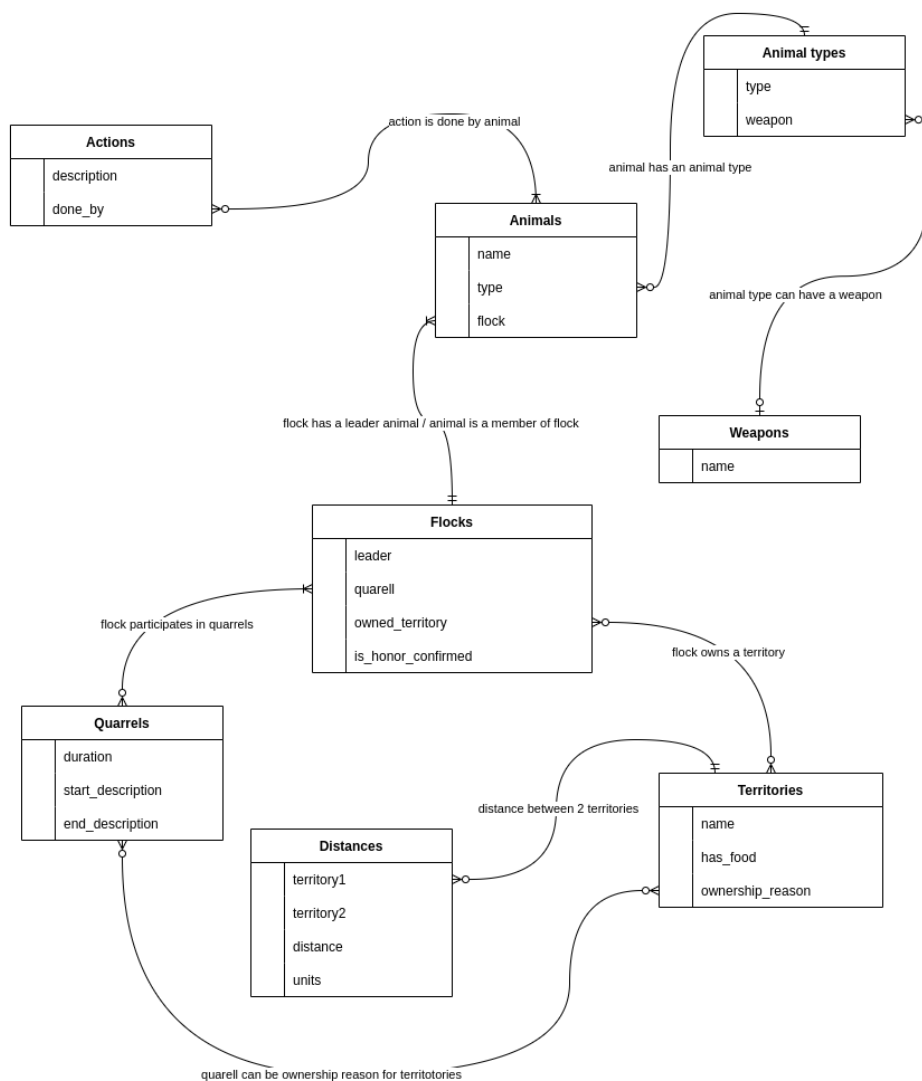 Animal types
type
weapon
action is done by animal
Actions
description
done_by
animal has an animal type
Animals
name
type
flock
animal type can have a weapon
flock has a leader animal / animal is a member of flock
Weapons
name
Flocks
leader
quarell
owned_territory
is_honor_confirmed
flock participates in quarrels
flock owns a territory
Quarrels
duration
start_description
end_description
distance between 2 territories
Territories
name
has_food
ownership_reason
Distances
territory1
territory2
distance
units
quarell can be ownership reason for territotories